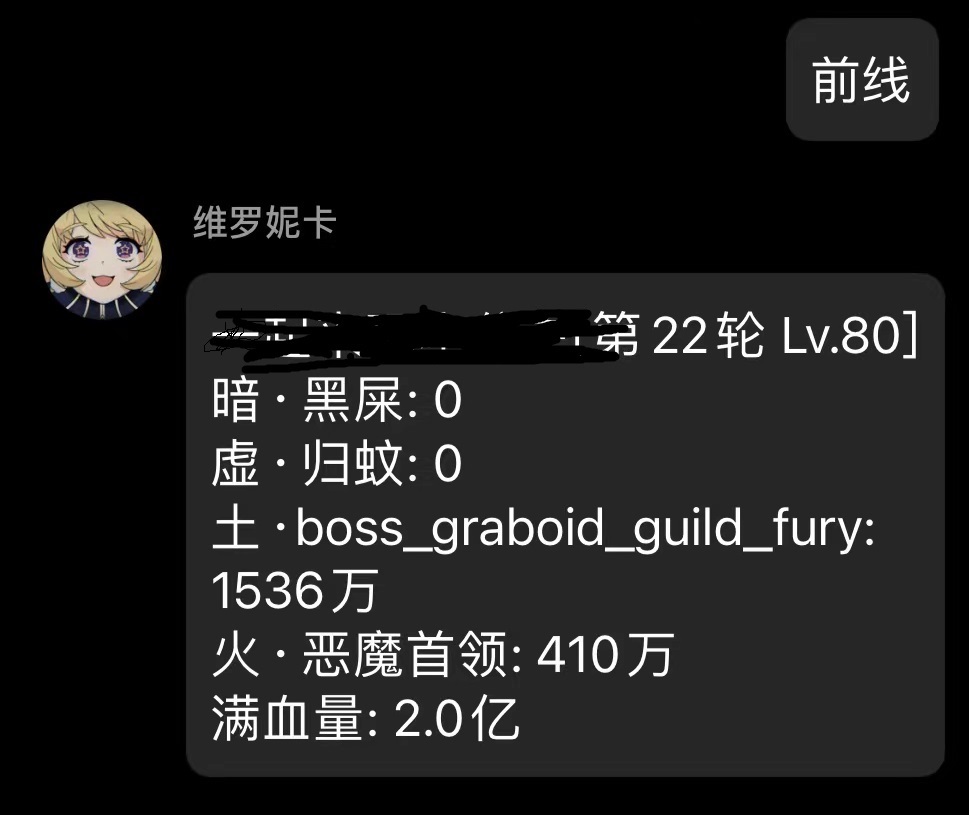 前线
维罗妮卡
第22轮 Lv.80]
暗 · 黑屎: 0
虚 · 归蚊: 0
土 ·boss_graboid_guild_fury:
1536万
火 · 恶魔首领: 410万
满血量: 2.0亿